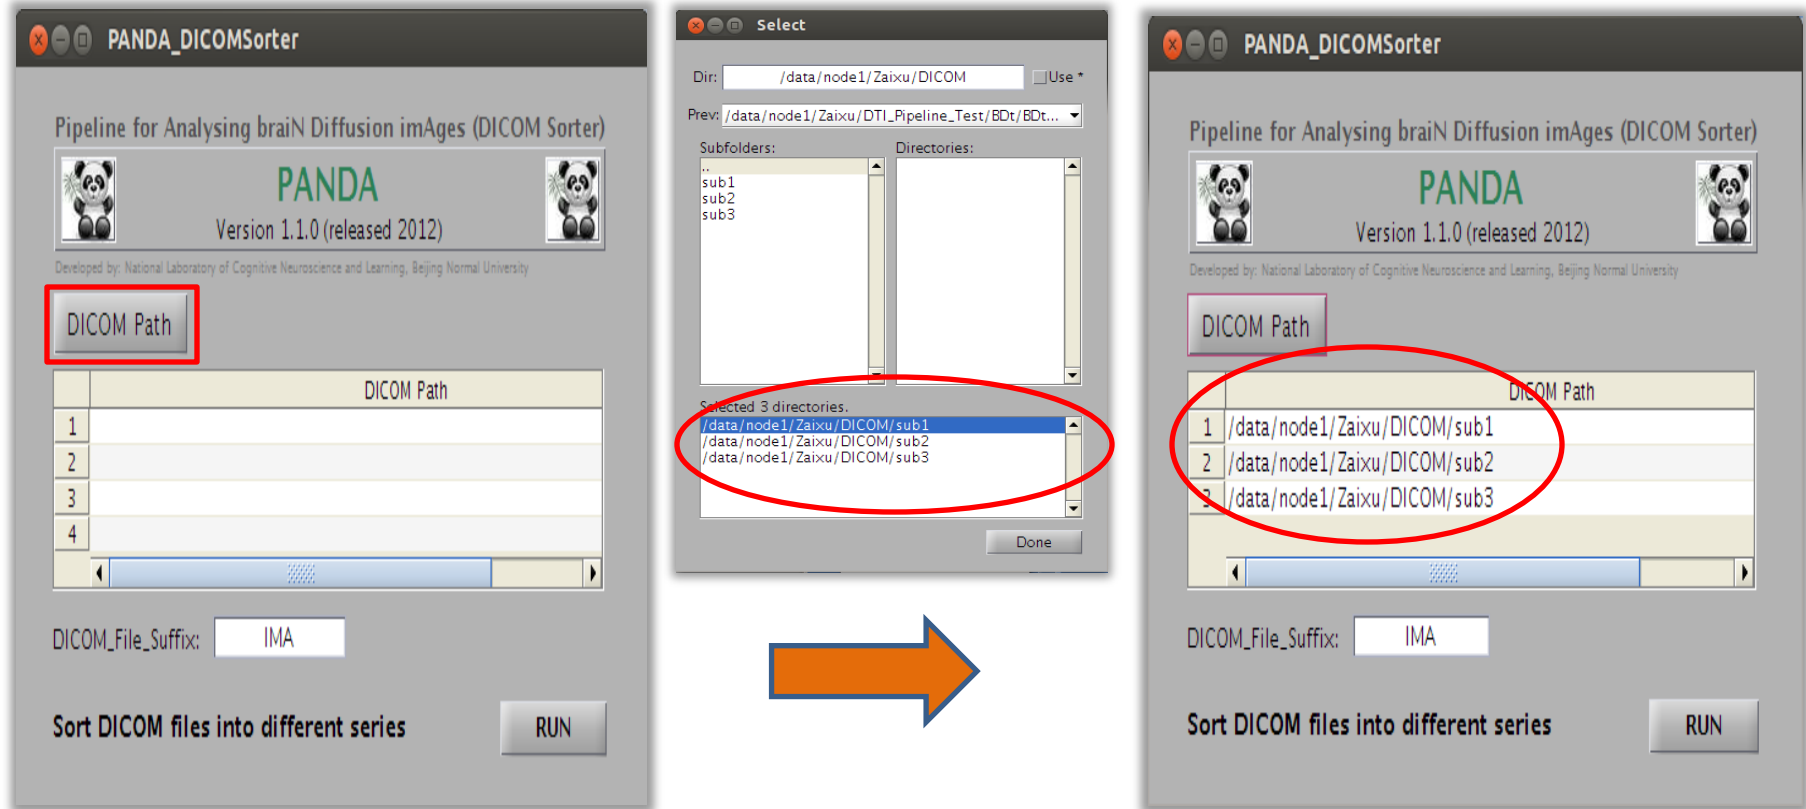 PANDA_DICOMSorter
Pipeline for Analysing braiN Diffusion imAges (DICOM Sorter)
PANDA
Version 1.1.0 (released 2012)
Developed by: National Laboratory of Cognitive Neuroscience and Learning, Beijing Normal University
DICOM Path
DICOM Path
1
2
3
4
DICOM_File_Suffix: IMA
Sort DICOM files into different series RUN
Select
Dir: /data/node1/Zaixu/DICOM Use *
Prev: /data/node1/Zaixu/DTI_Pipeline_Test/BDt/BDt...
Subfolders: Directories:
..
sub1
sub2
sub3
Selected 3 directories.
/data/node1/Zaixu/DICOM/sub1
/data/node1/Zaixu/DICOM/sub2
/data/node1/Zaixu/DICOM/sub3
Done
PANDA_DICOMSorter
Pipeline for Analysing braiN Diffusion imAges (DICOM Sorter)
PANDA
Version 1.1.0 (released 2012)
Developed by: National Laboratory of Cognitive Neuroscience and Learning, Beijing Normal University
DICOM Path
DICOM Path
1 /data/node1/Zaixu/DICOM/sub1
2 /data/node1/Zaixu/DICOM/sub2
3 /data/node1/Zaixu/DICOM/sub3
DICOM_File_Suffix: IMA
Sort DICOM files into different series RUN